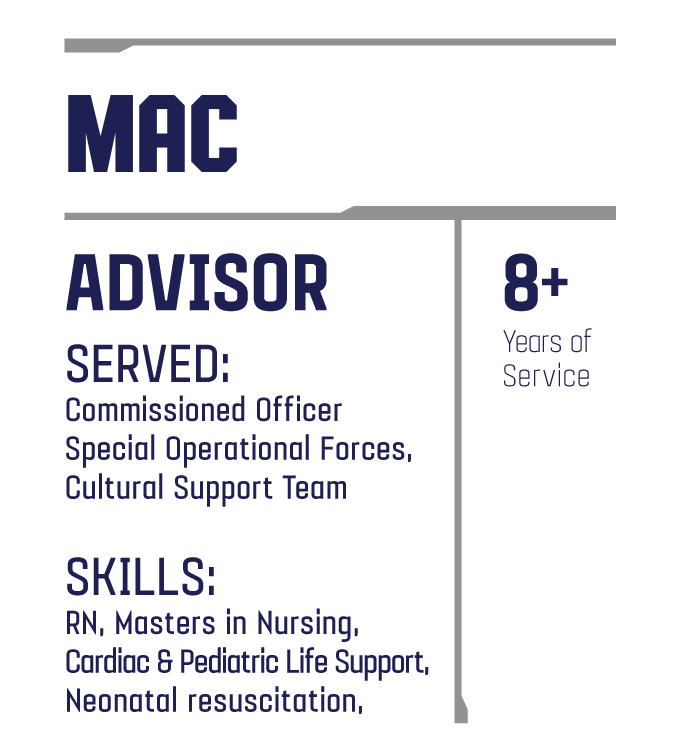 MAC
ADVISOR
SERVED:
Commissioned Officer
Special Operational Forces,
Cultural Support Team
SKILLS:
RN, Masters in Nursing,
Cardiac & Pediatric Life Support,
Neonatal resuscitation,
8+
Years of
Service